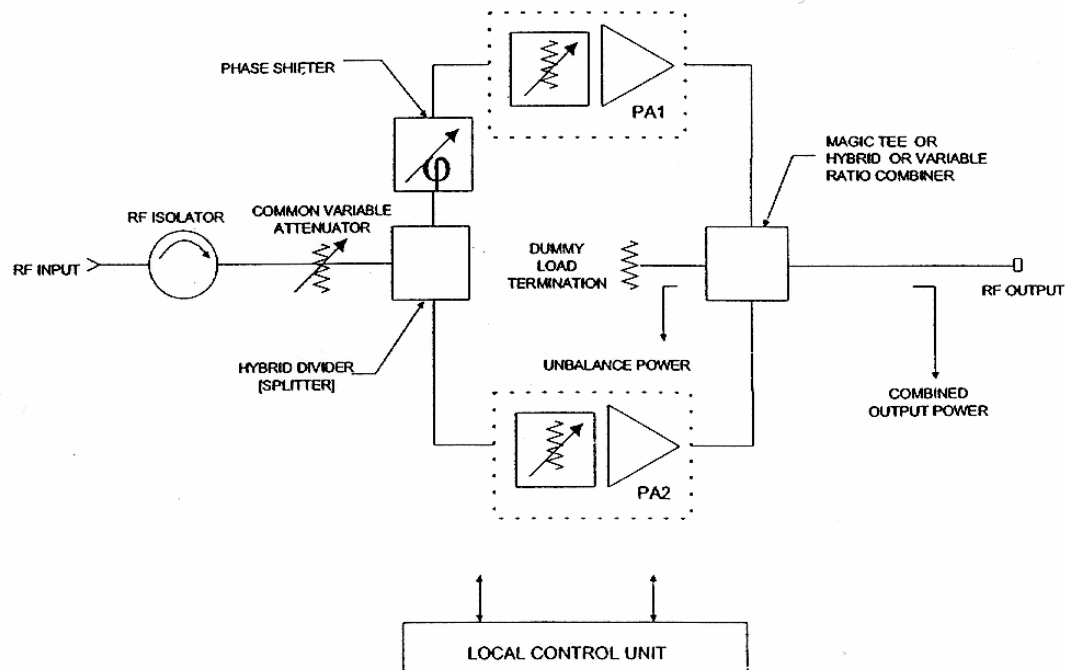 PHASE SHIFTER
PA1
MAGIC TEE OR
HYBRID OR VARIABLE
RATIO COMBINER
φ
RF ISOLATOR
COMMON VARIABLE
ATTENUATOR
RF INPUT
DUMMY
LOAD
TERMINATION
RF OUTPUT
HYBRID DIVIDER
[SPLITTER]
UNBALANCE POWER
COMBINED
OUTPUT POWER
PA2
LOCAL CONTROL UNIT